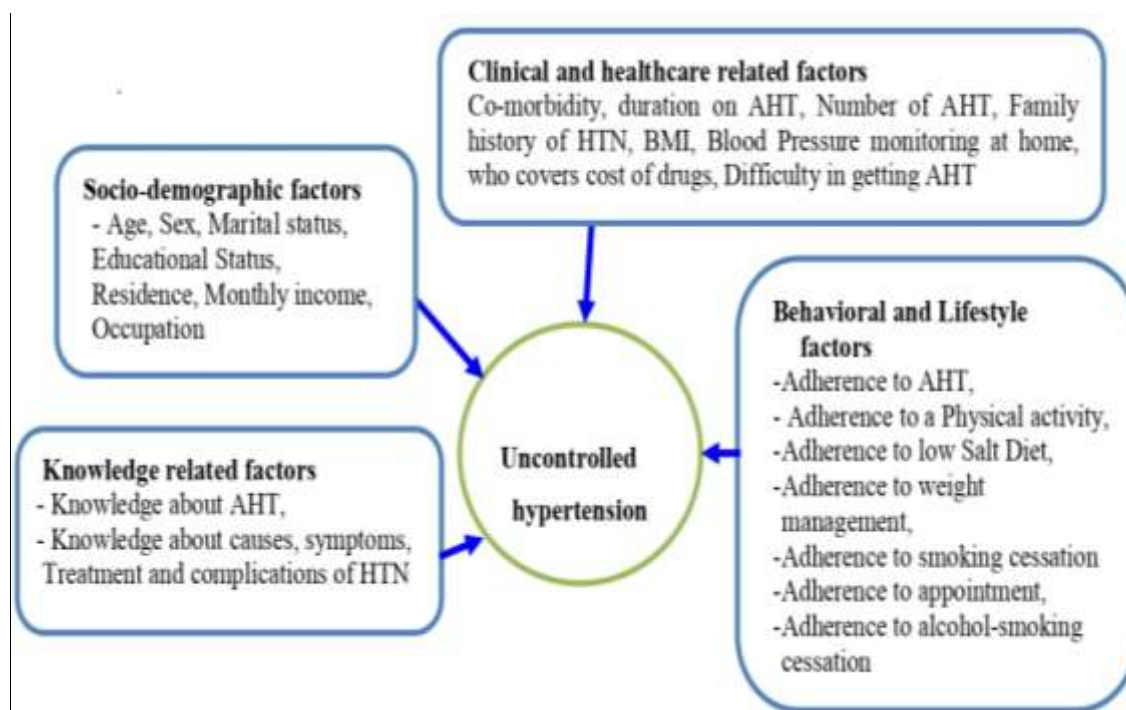 Clinical and healthcare related factors
Co-morbidity, duration on AHT, Number of AHT, Family
history of HTN, BMI, Blood Pressure monitoring at home,
who covers cost of drugs, Difficulty in getting AHT
Socio-demographic factors
- Age, Sex, Marital status,
Educational Status,
Residence, Monthly income,
Occupation
Behavioral and Lifestyle
factors
-Adherence to AHT,
- Adherence to a Physical activity,
-Adherence to low Salt Diet,
-Adherence to weight
management,
-Adherence to smoking cessation
-Adherence to appointment,
-Adherence to alcohol-smoking
cessation
Knowledge related factors
- Knowledge about AHT,
- Knowledge about causes, symptoms,
Treatment and complications of HTN
Uncontrolled
hypertension